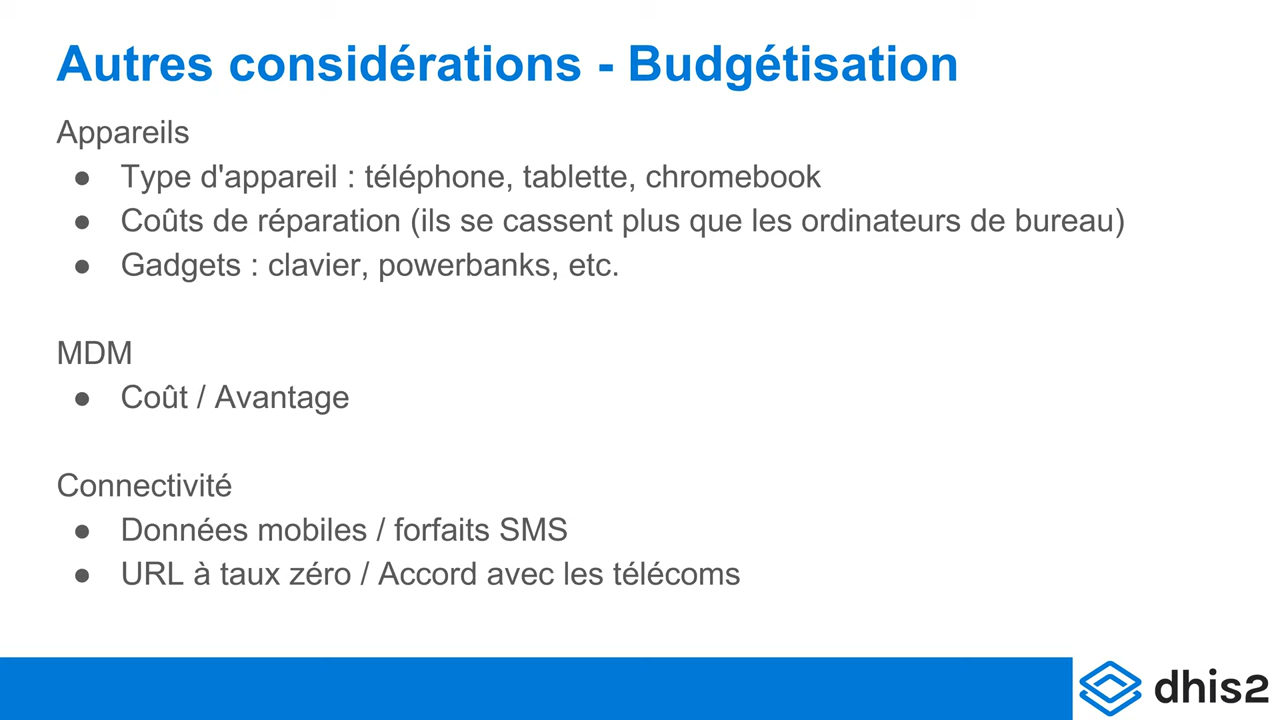 Autres considérations - Budgétisation
Appareils
● Type d'appareil : téléphone, tablette, chromebook
● Coûts de réparation (ils se cassent plus que les ordinateurs de bureau)
● Gadgets : clavier, powerbanks, etc.
MDM
● Coût / Avantage
Connectivité
● Données mobiles / forfaits SMS
● URL à taux zéro / Accord avec les télécoms
dhis2